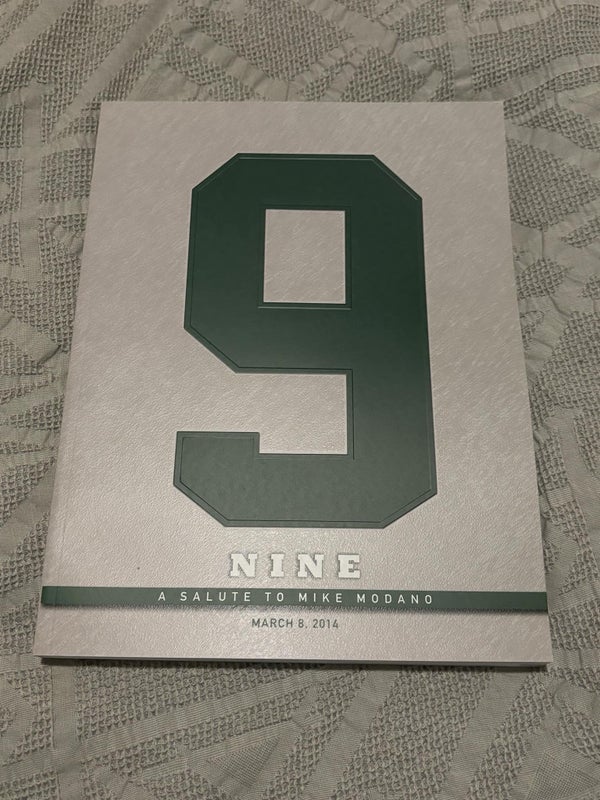 9
NINE
A SALUTE TO MIKE MODANO
MARCH 8, 2014